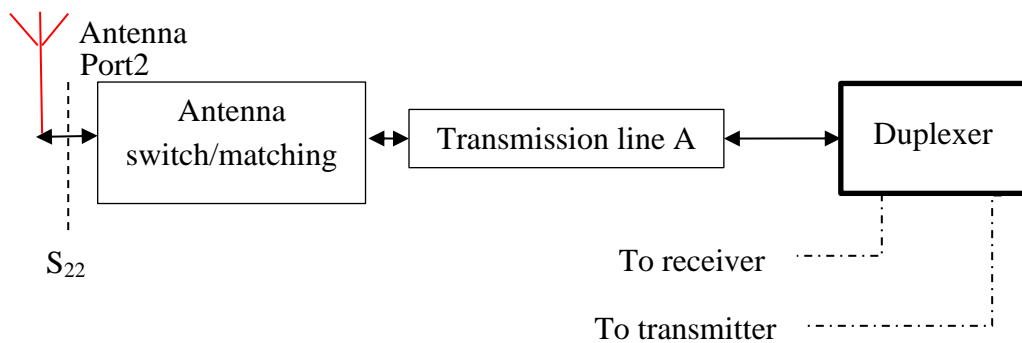 Antenna
Port2
Antenna
switch/matching
Transmission line A
Duplexer
S₂₂
To receiver
To transmitter